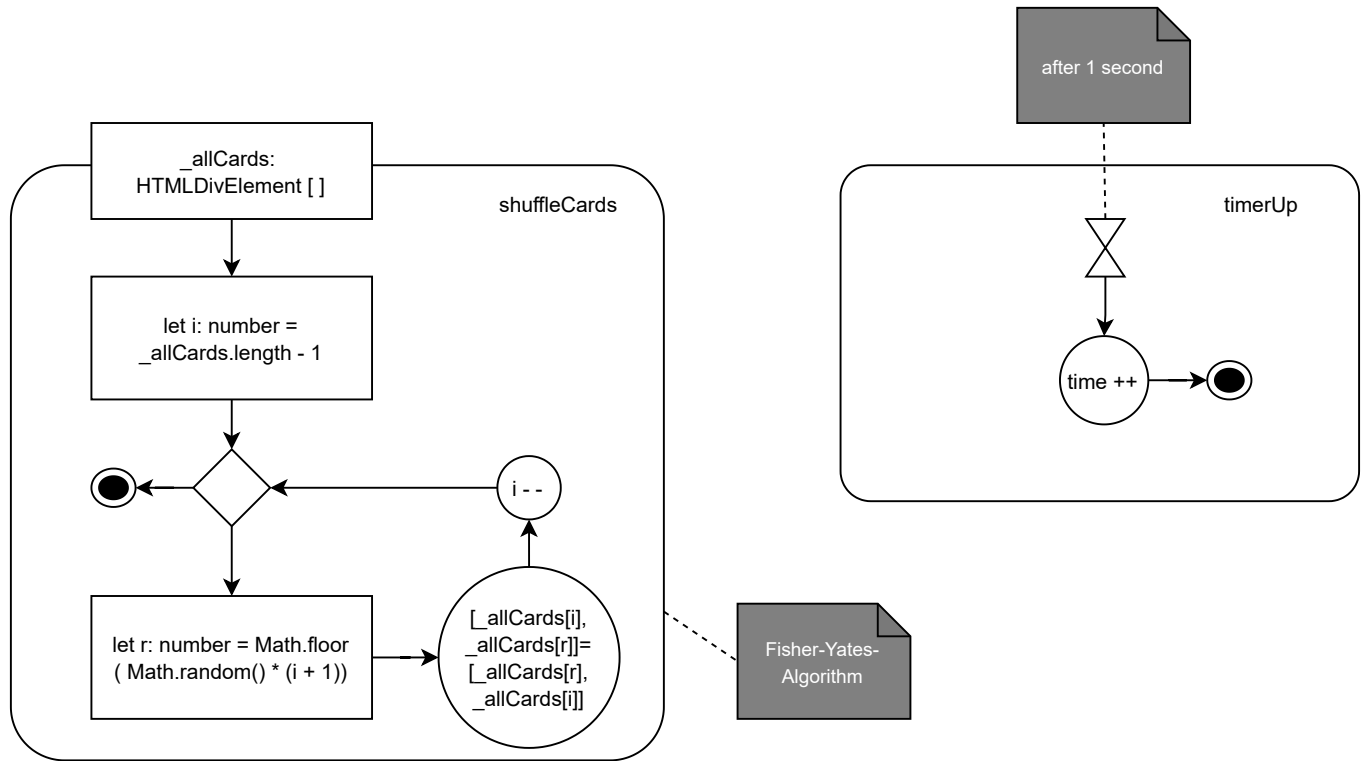 _allCards:
HTMLDivElement [ ]
shuffleCards
let i: number =
_allCards.length - 1
i - -
let r: number = Math.floor
( Math.random() * (i + 1))
[_allCards[i],
_allCards[r]]=
[_allCards[r],
_allCards[i]]
Fisher-Yates-
Algorithm
after 1 second
timerUp
time ++